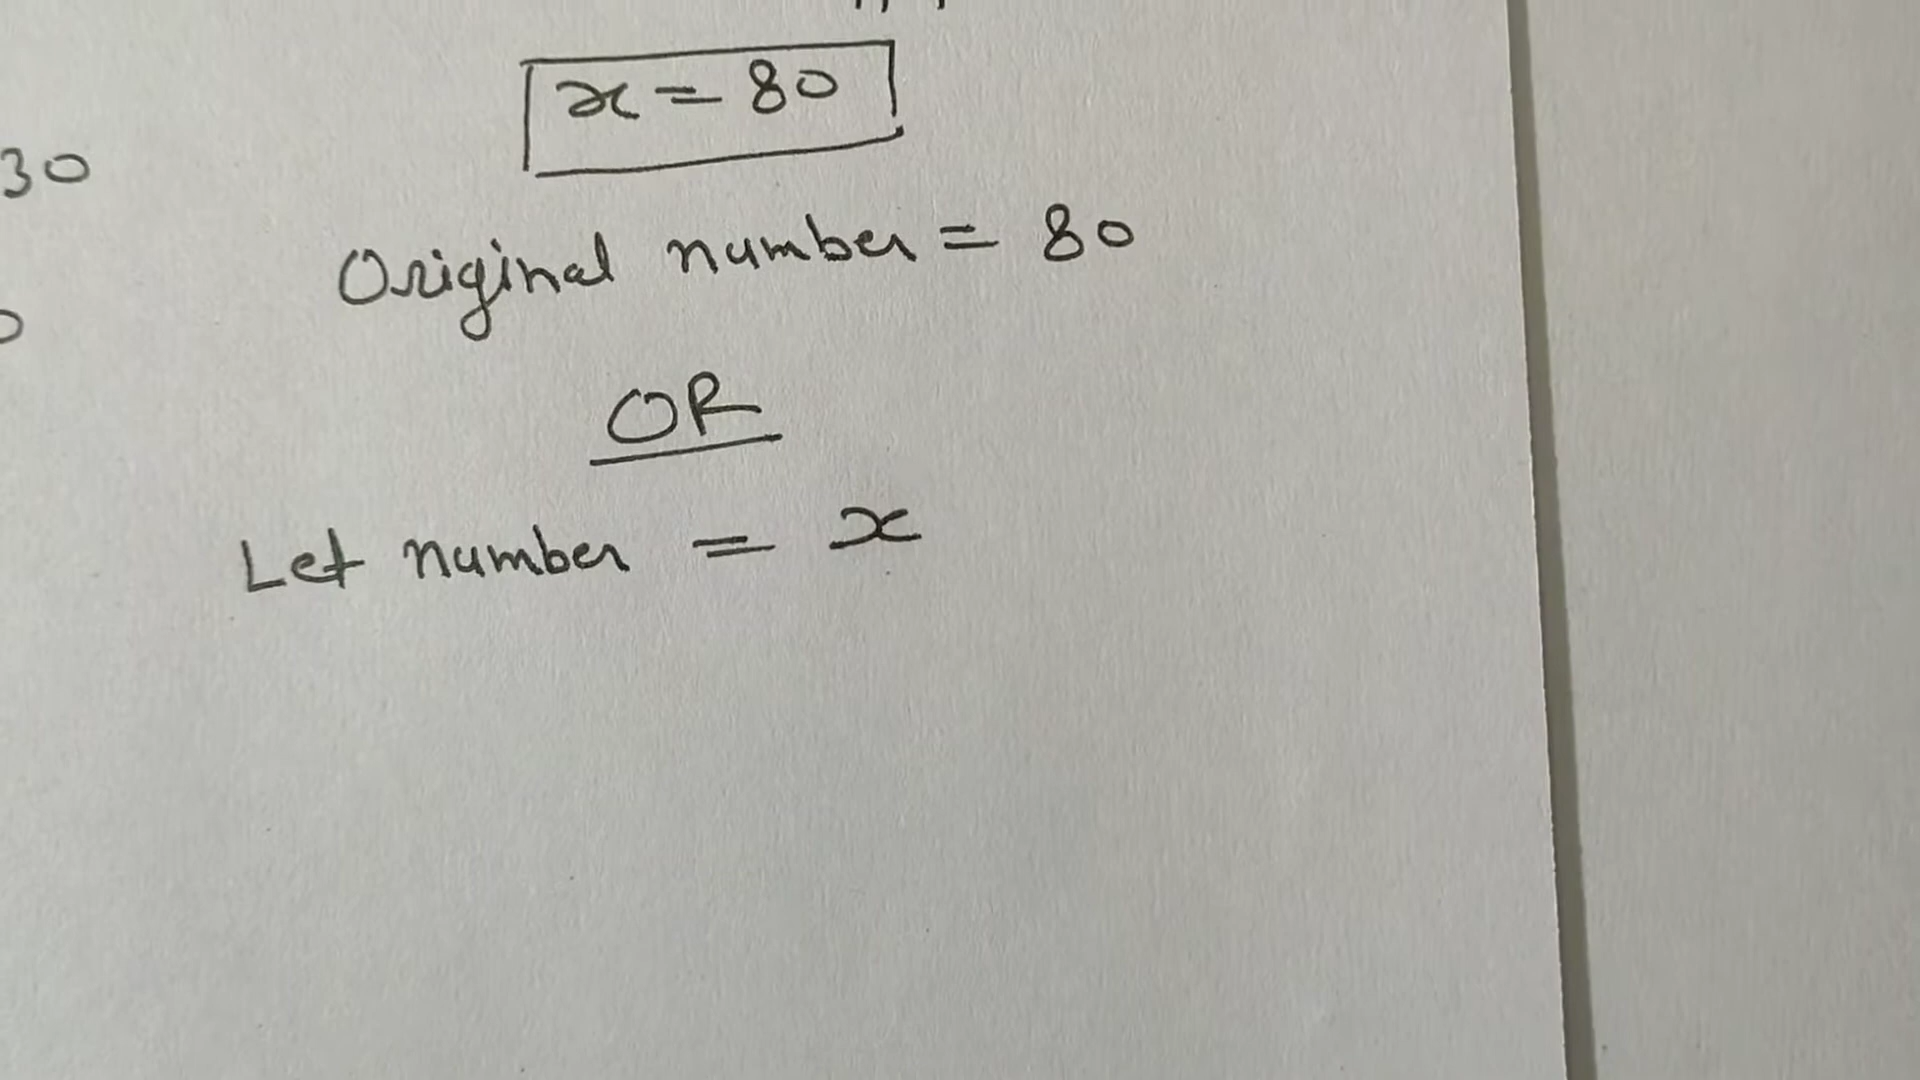 x = 80
30
Original number = 80
OR
Let number = x